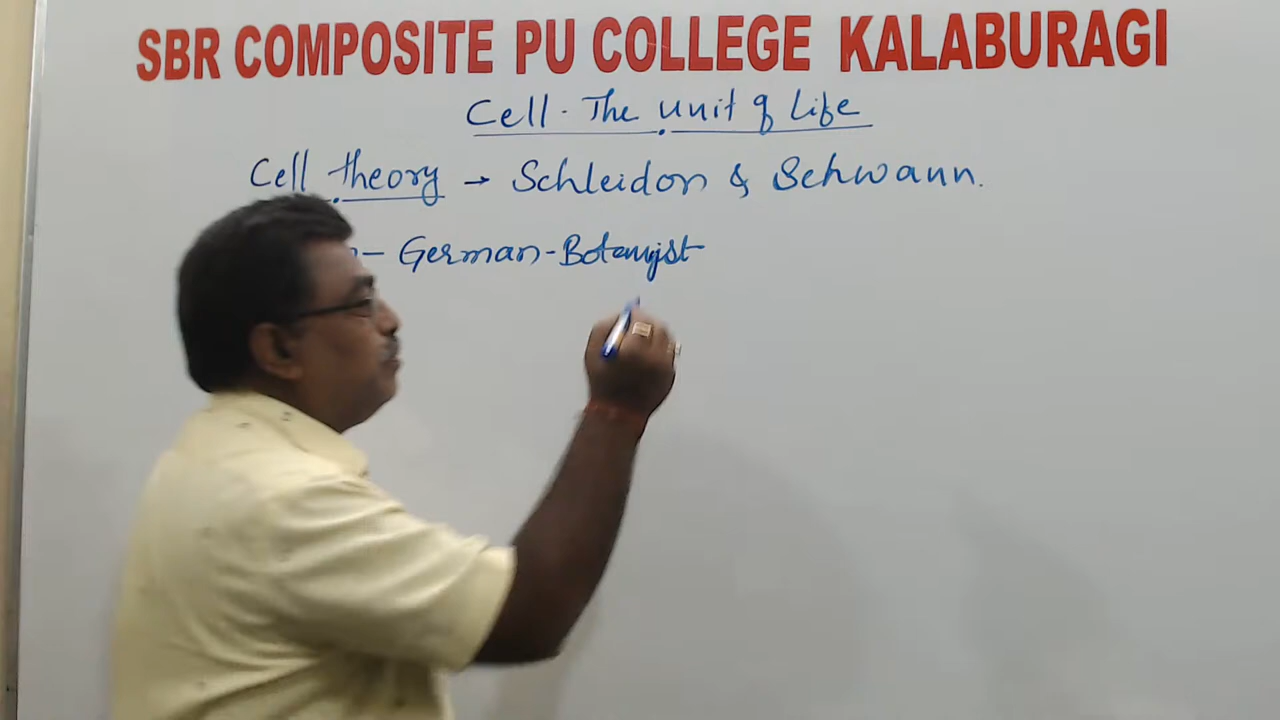 SBR COMPOSITE PU COLLEGE KALABURAGI
Cell - The unit of Life
Cell theory → Schleidon & Schwann.
– German - Botanist